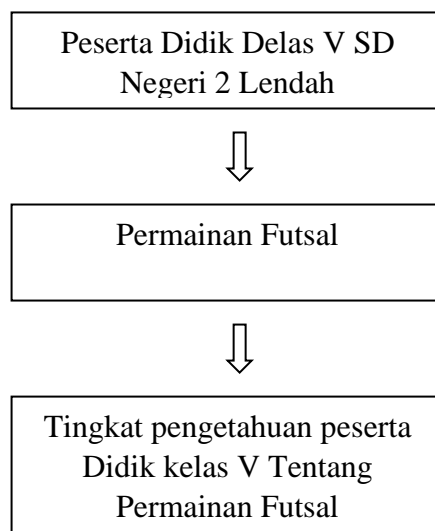 Peserta Didik Delas V SD
Negeri 2 Lendah
Permainan Futsal
Tingkat pengetahuan peserta
Didik kelas V Tentang
Permainan Futsal